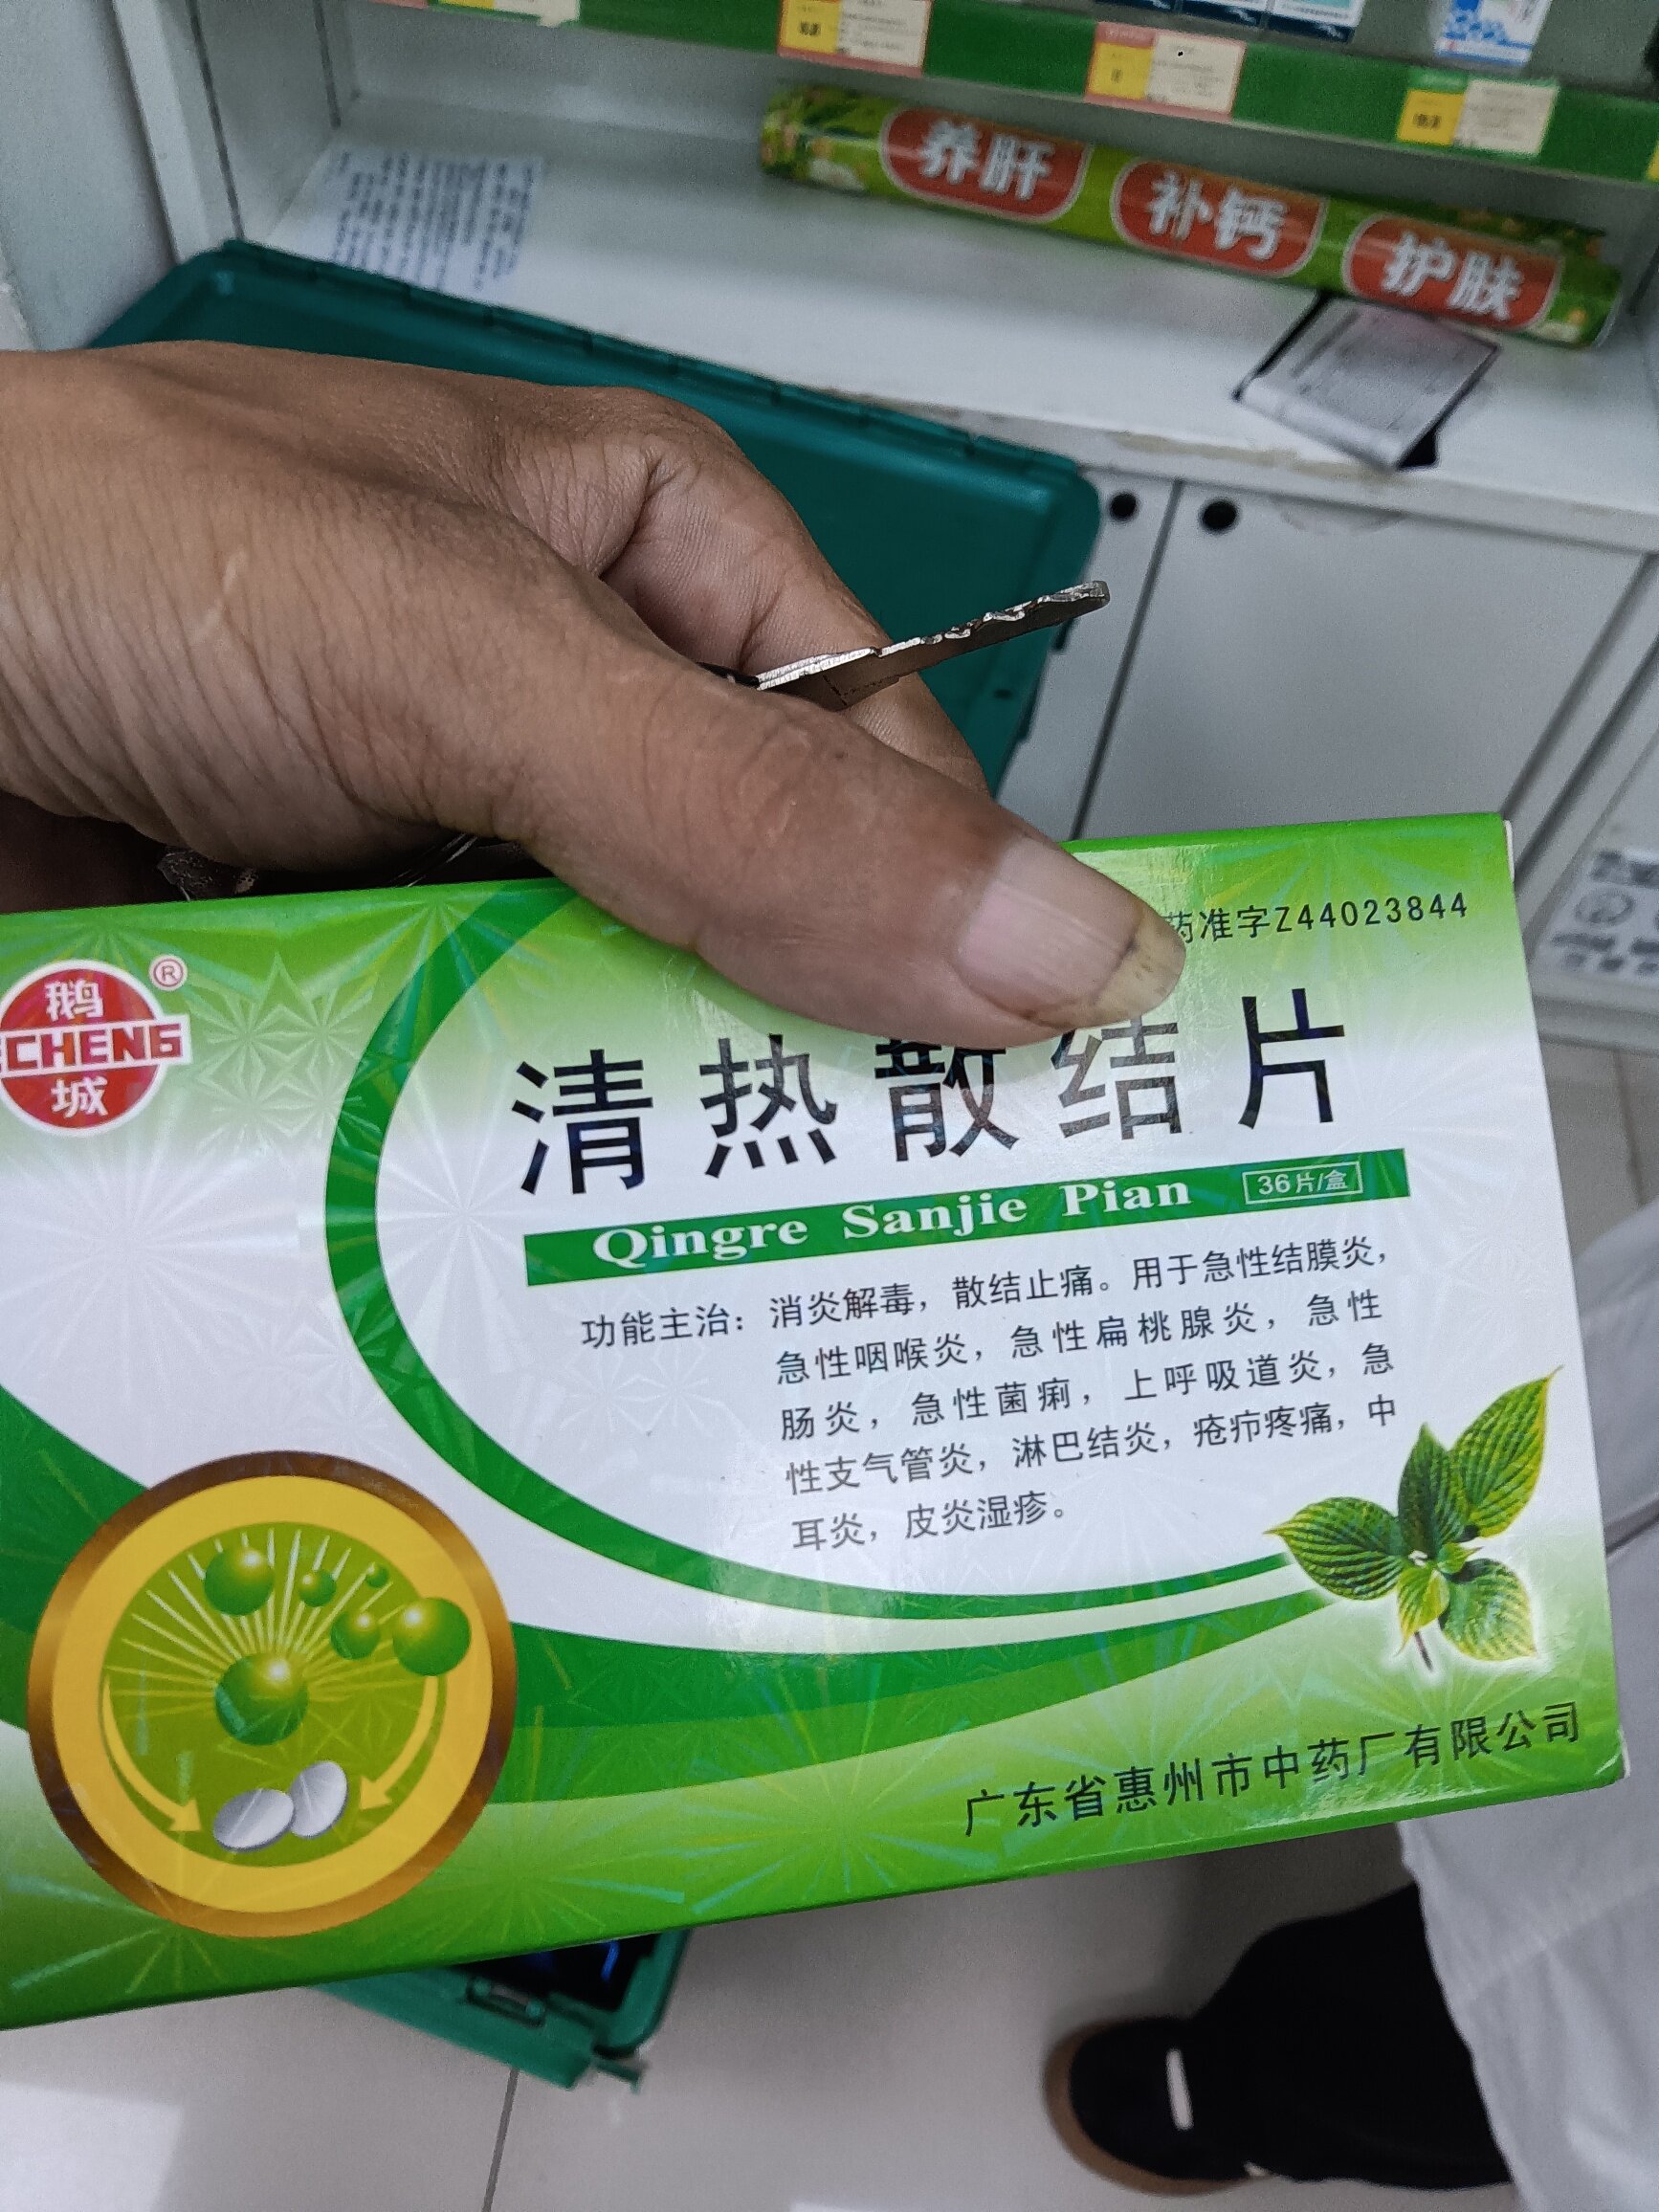 养肝 补钙 护肤
药准字Z44023844
鹅
CHENG
城
®
清热散结片
Qingre Sanjie Pian 36片/盒
功能主治：消炎解毒，散结止痛。用于急性结膜炎，
急性咽喉炎，急性扁桃腺炎，急性
肠炎，急性菌痢，上呼吸道炎，急
性支气管炎，淋巴结炎，疮疖疼痛，中
耳炎，皮炎湿疹。
广东省惠州市中药厂有限公司